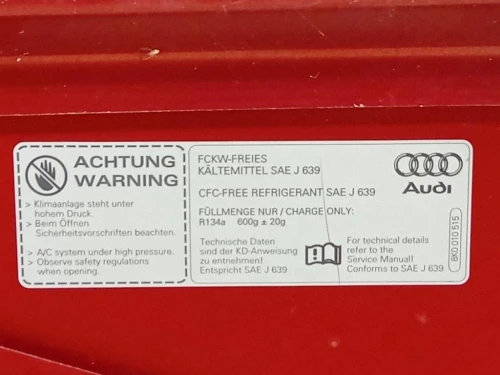 ACHTUNG
WARNING
> Klimaanlage steht unter
hohem Druck.
> Beim Öffnen
Sicherheitsvorschriften beachten.
> A/C system under high pressure.
> Observe safety regulations
when opening.
FCKW-FREIES
KÄLTEMITTEL SAE J 639
CFC-FREE REFRIGERANT SAE J 639
FÜLLMENGE NUR / CHARGE ONLY:
R134a 600g ± 20g
Technische Daten
sind der KD-Anweisung
zu entnehmen!
Entspricht SAE J 639
For technical details
refer to the
Service Manual!
Conforms to SAE J 639
Audi
8K0 010 515